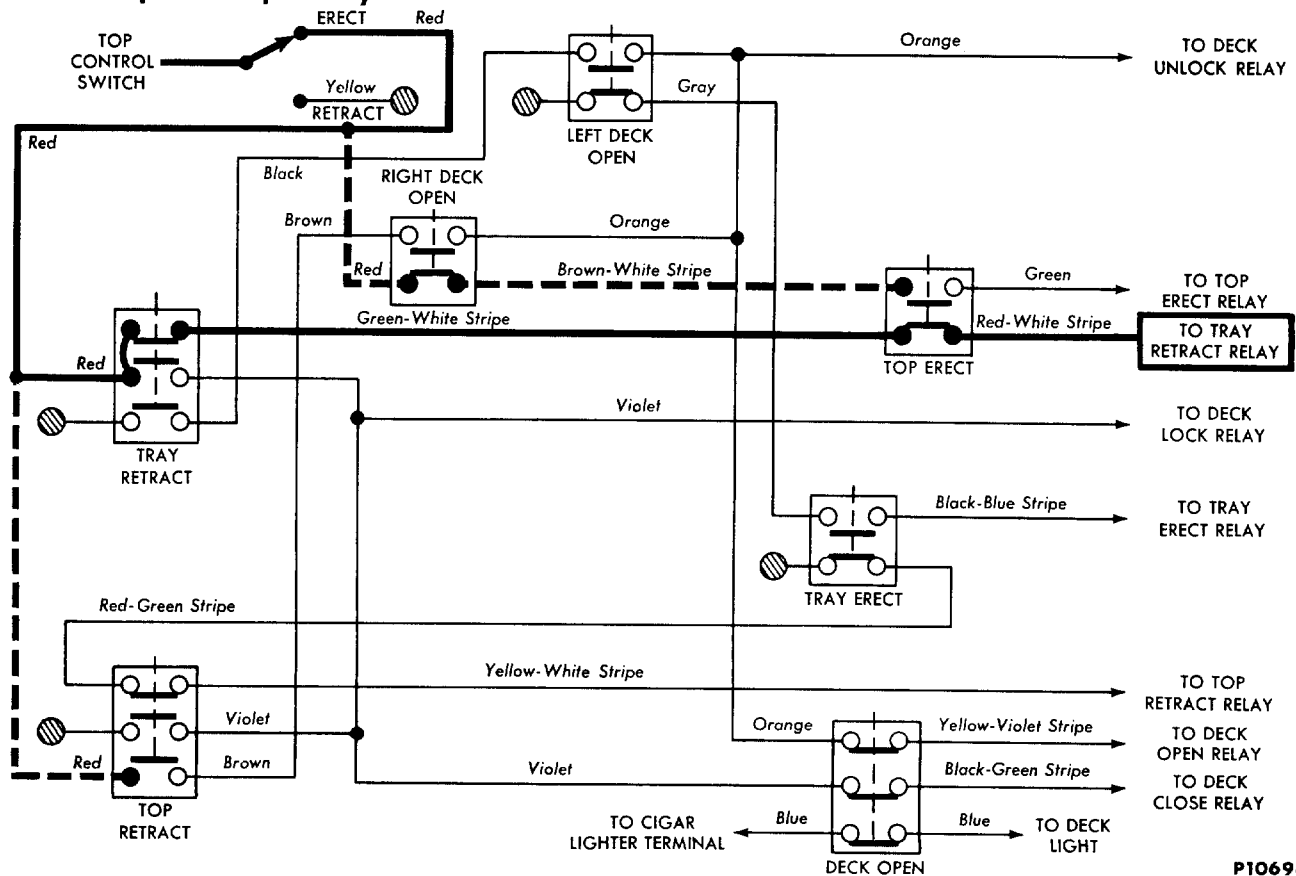 ERECT
Red
TOP
CONTROL
SWITCH
Yellow
RETRACT
Orange
TO DECK
UNLOCK RELAY
Gray
LEFT DECK
OPEN
Red
Black
RIGHT DECK
OPEN
Brown
Orange
Red
Brown-White Stripe
Green
TO TOP
ERECT RELAY
Green-White Stripe
Red-White Stripe
TO TRAY
RETRACT RELAY
TOP ERECT
Red
TRAY
RETRACT
Violet
TO DECK
LOCK RELAY
Black-Blue Stripe
TO TRAY
ERECT RELAY
TRAY ERECT
Red-Green Stripe
Yellow-White Stripe
TO TOP
RETRACT RELAY
Violet
Orange
Yellow-Violet Stripe
TO DECK
OPEN RELAY
Red
Brown
Violet
Black-Green Stripe
TO DECK
CLOSE RELAY
TOP
RETRACT
TO CIGAR
LIGHTER TERMINAL
Blue
Blue
TO DECK
LIGHT
DECK OPEN
P1069